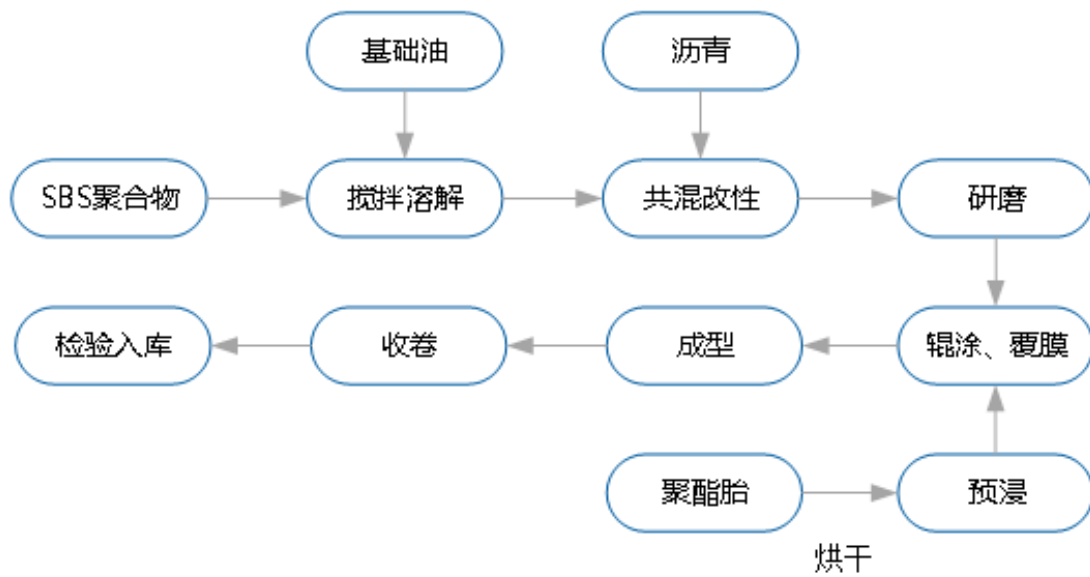 基础油
沥青
SBS聚合物
搅拌溶解
共混改性
研磨
检验入库
收卷
成型
辊涂、覆膜
聚酯胎
预浸
烘干